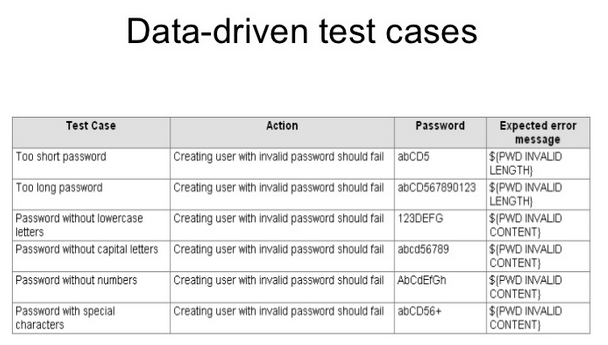 Data-driven test cases
Test Case Action Password Expected error
message
Too short password Creating user with invalid password should fail abCD5 ${PWD INVALID
LENGTH}
Too long password Creating user with invalid password should fail abCD567890123 ${PWD INVALID
LENGTH}
Password without lowercase Creating user with invalid password should fail 123DEFG ${PWD INVALID
letters CONTENT}
Password without capital letters Creating user with invalid password should fail abcd56789 ${PWD INVALID
CONTENT}
Password without numbers Creating user with invalid password should fail AbCdEfGh ${PWD INVALID
CONTENT}
Password with special Creating user with invalid password should fail abCD56+ ${PWD INVALID
characters CONTENT}